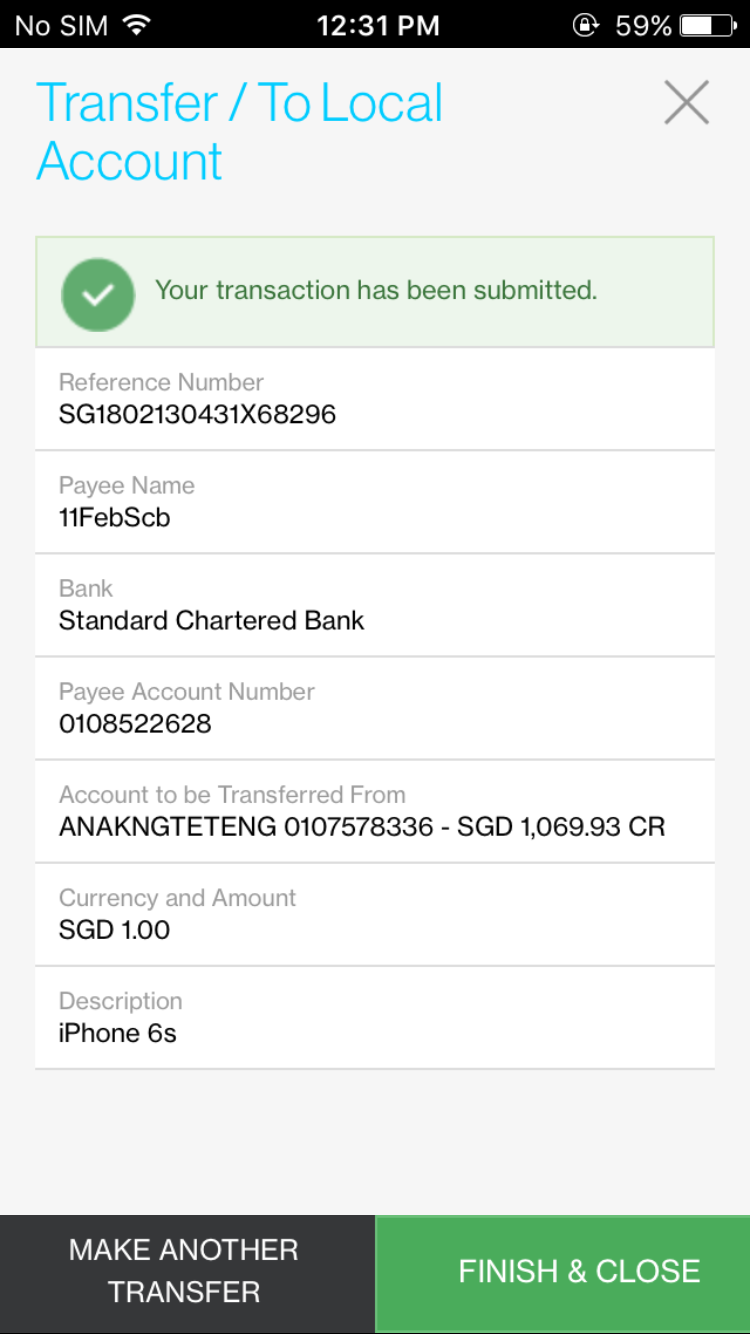 No SIM 12:31 PM 59%
Transfer / To Local
Account
Your transaction has been submitted.
Reference Number
SG1802130431X68296
Payee Name
11FebScb
Bank
Standard Chartered Bank
Payee Account Number
0108522628
Account to be Transferred From
ANAKNGTETENG 0107578336 - SGD 1,069.93 CR
Currency and Amount
SGD 1.00
Description
iPhone 6s
MAKE ANOTHER
TRANSFER
FINISH & CLOSE